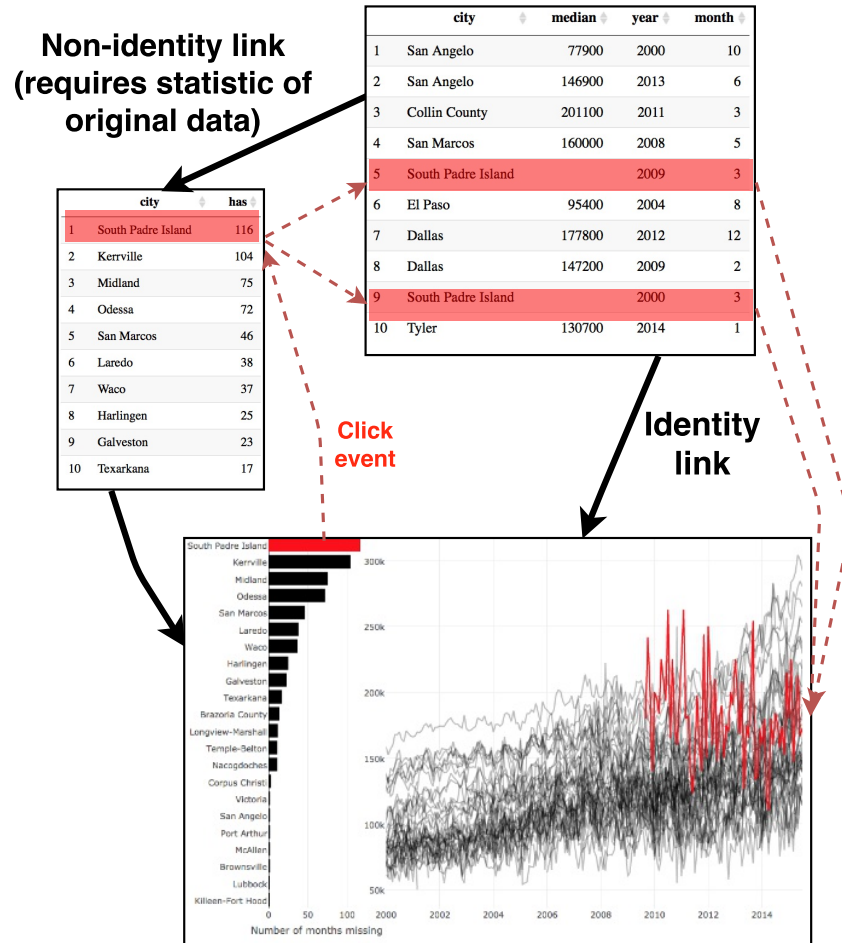 Non-identity link
(requires statistic of
original data)
city median year month
1 San Angelo 77900 2000 10
2 San Angelo 146900 2013 6
3 Collin County 201100 2011 3
4 San Marcos 160000 2008 5
5 South Padre Island 2009 3
6 El Paso 95400 2004 8
7 Dallas 177800 2012 12
8 Dallas 147200 2009 2
9 South Padre Island 2000 3
10 Tyler 130700 2014 1
city has
1 South Padre Island 116
2 Kerrville 104
3 Midland 75
4 Odessa 72
5 San Marcos 46
6 Laredo 38
7 Waco 37
8 Harlingen 25
9 Galveston 23
10 Texarkana 17
Click
event
Identity
link
South Padre Island
Kerrville
Midland
Odessa
San Marcos
Laredo
Waco
Harlingen
Galveston
Texarkana
Brazoria County
Longview-Marshall
Temple-Belton
Nacogdoches
Corpus Christi
Victoria
San Angelo
Port Arthur
McAllen
Brownsville
Lubbock
Killeen-Fort Hood
0 50 100
Number of months missing
300k
250k
200k
150k
100k
50k
2000 2002 2004 2006 2008 2010 2012 2014